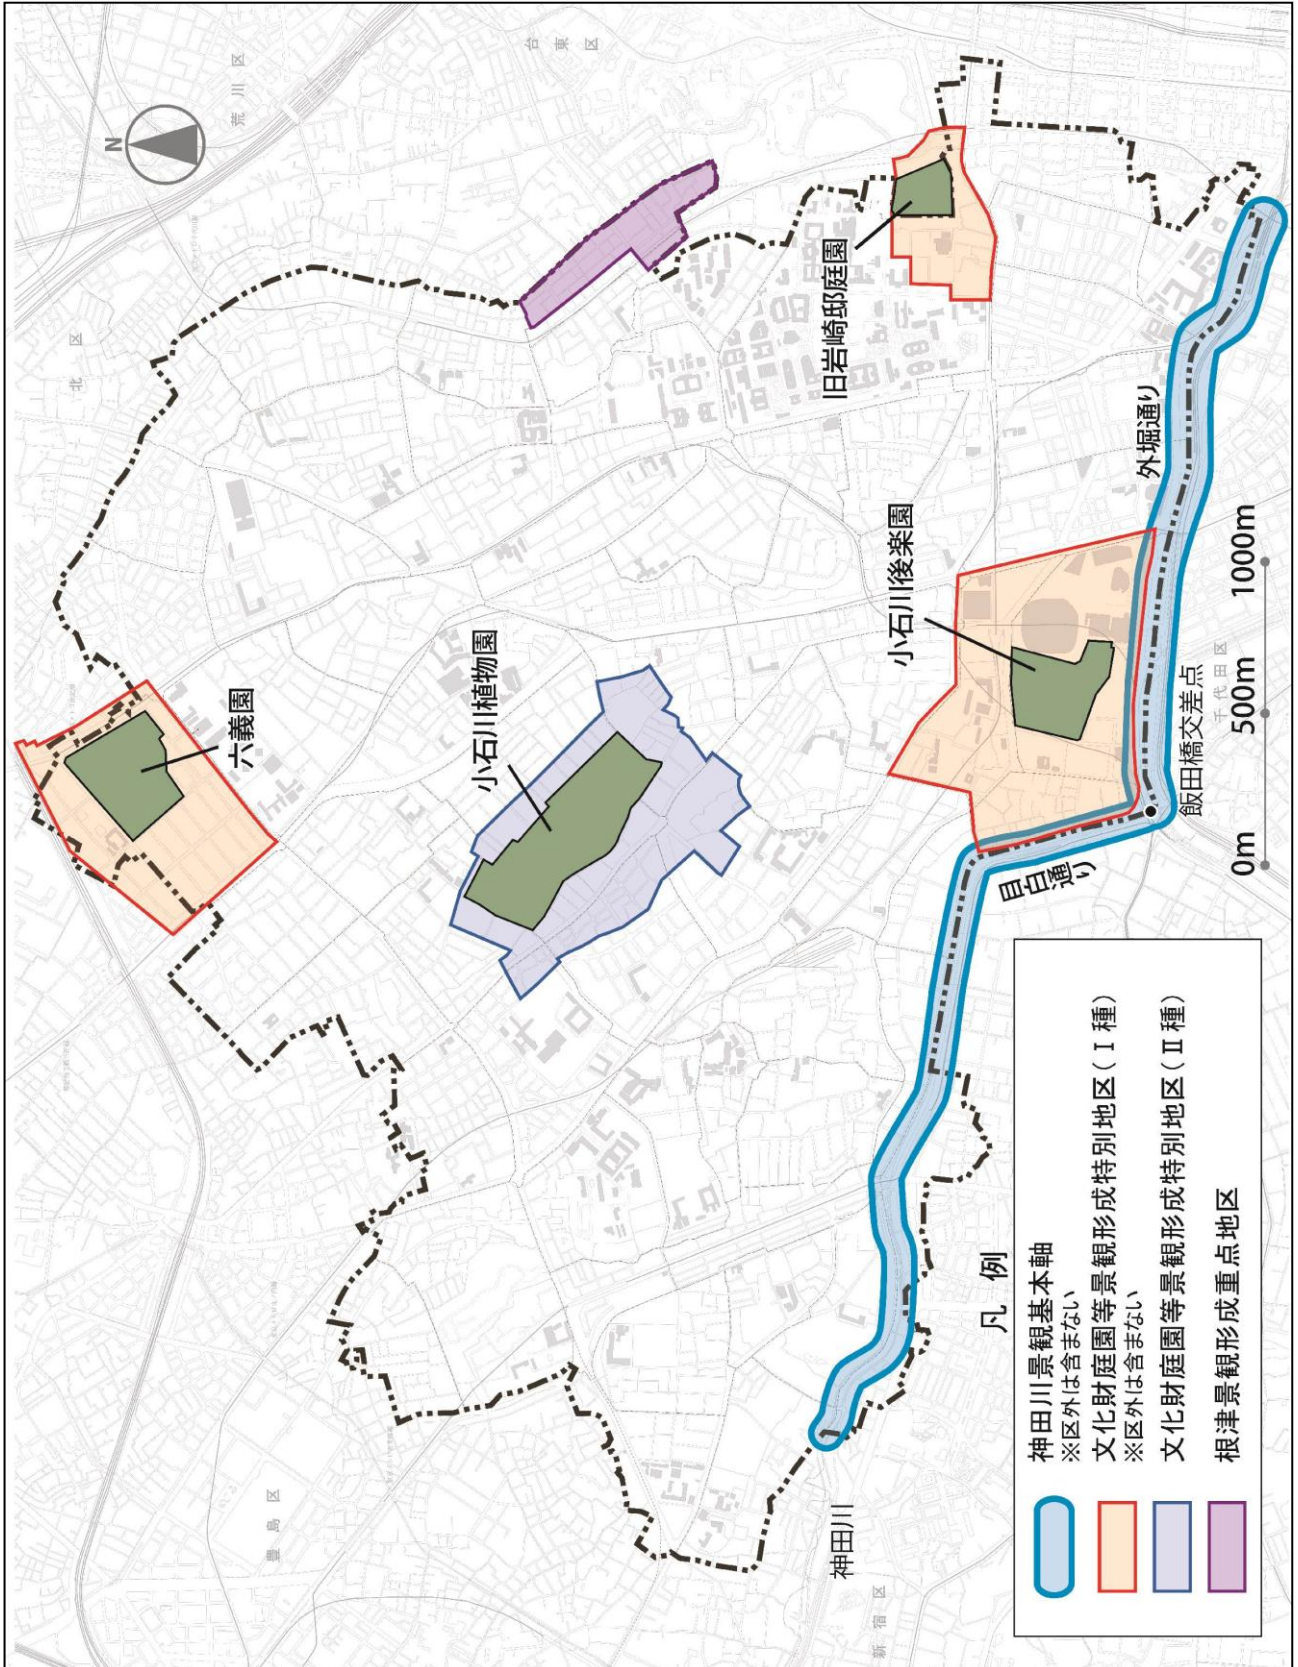 N
荒川区
台東区
北区
六義園
小石川植物園
旧岩崎邸庭園
小石川後楽園
外堀通り
目白通り
飯田橋交差点
千代田区
0m 500m 1000m
豊島区
神田川
新宿区
凡例
神田川景観基本軸
※区外は含まない
文化財庭園等景観形成特別地区(Ⅰ種)
※区外は含まない
文化財庭園等景観形成特別地区(Ⅱ種)
根津景観形成重点地区